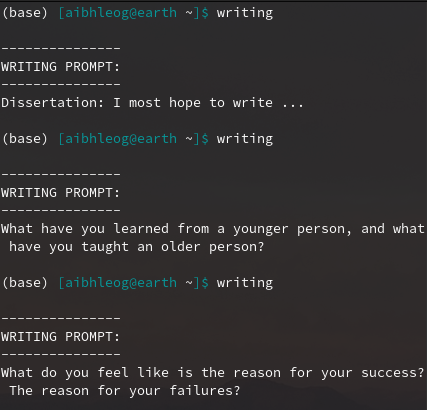 (base) [aibhleog@earth ~]$ writing
---------------
WRITING PROMPT:
---------------
Dissertation: I most hope to write ...
(base) [aibhleog@earth ~]$ writing
---------------
WRITING PROMPT:
---------------
What have you learned from a younger person, and what
have you taught an older person?
(base) [aibhleog@earth ~]$ writing
---------------
WRITING PROMPT:
---------------
What do you feel like is the reason for your success?
The reason for your failures?